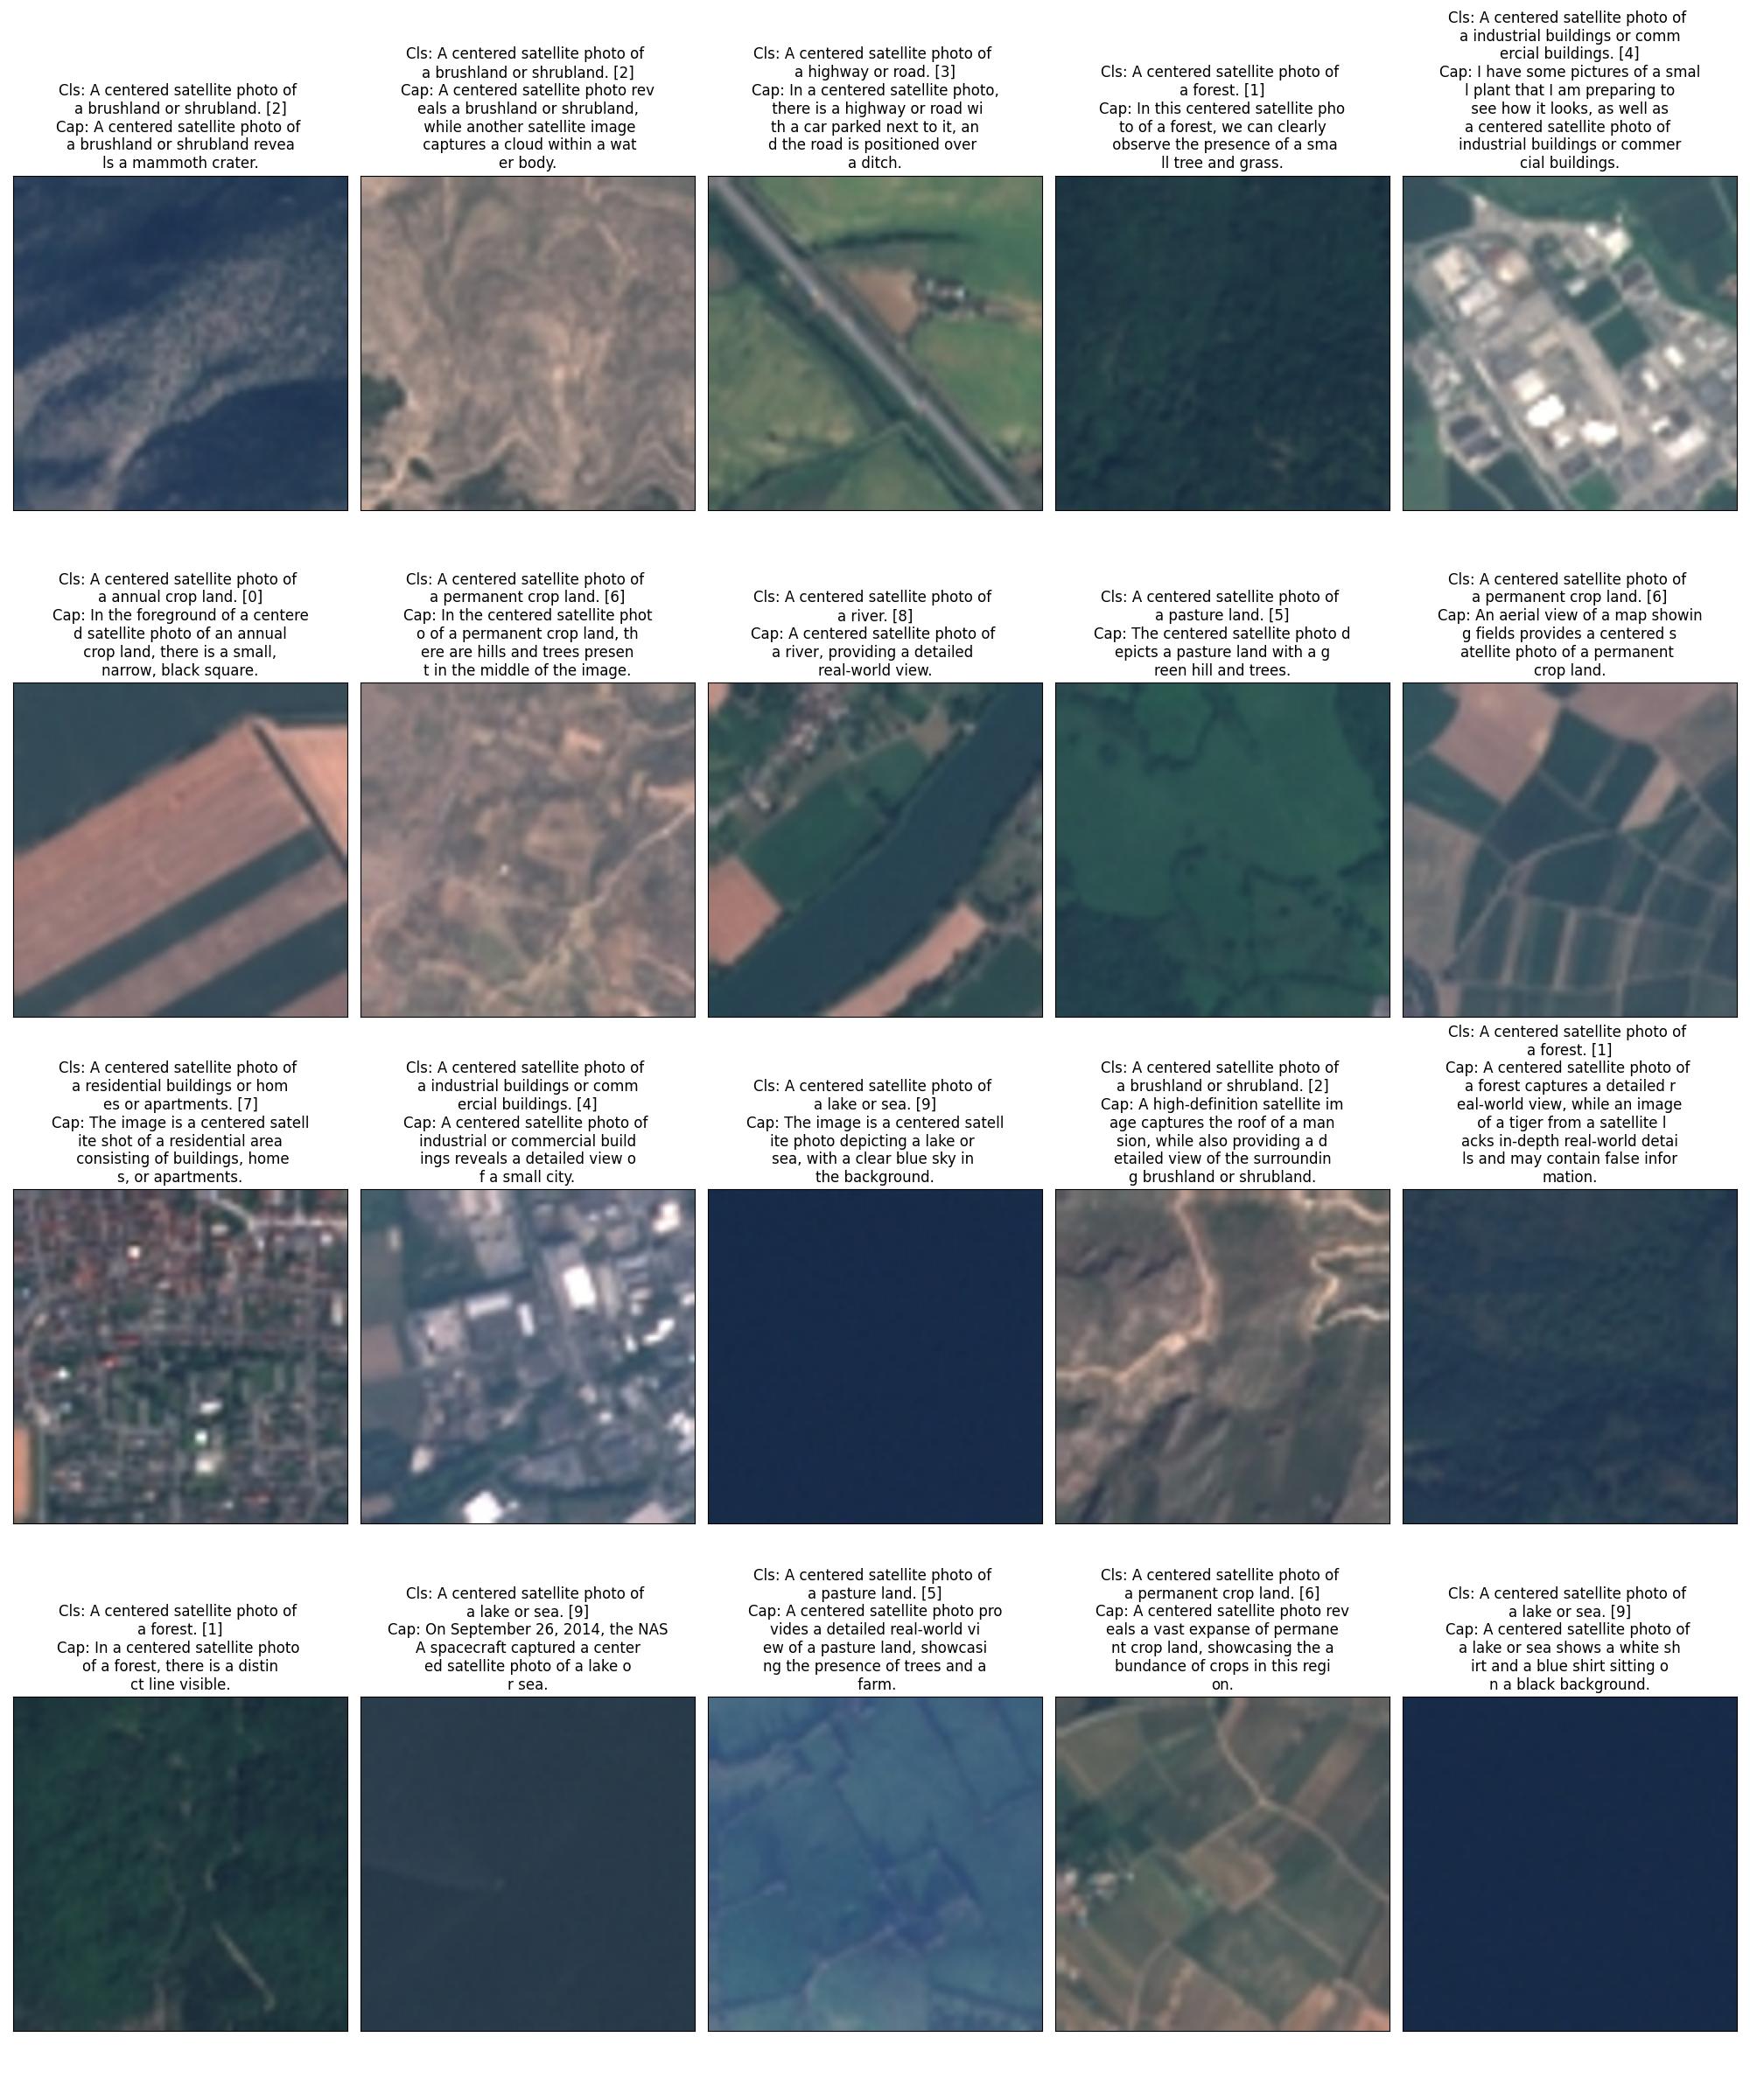 Cls: A centered satellite photo of
a brushland or shrubland. [2]
Cap: A centered satellite photo of
a brushland or shrubland revea
ls a mammoth crater.
Cls: A centered satellite photo of
a brushland or shrubland. [2]
Cap: A centered satellite photo rev
eals a brushland or shrubland,
while another satellite image
captures a cloud within a wat
er body.
Cls: A centered satellite photo of
a highway or road. [3]
Cap: In a centered satellite photo,
there is a highway or road wi
th a car parked next to it, an
d the road is positioned over
a ditch.
Cls: A centered satellite photo of
a forest. [1]
Cap: In this centered satellite pho
to of a forest, we can clearly
observe the presence of a sma
ll tree and grass.
Cls: A centered satellite photo of
a industrial buildings or comm
ercial buildings. [4]
Cap: I have some pictures of a smal
l plant that I am preparing to
see how it looks, as well as
a centered satellite photo of
industrial buildings or commer
cial buildings.
Cls: A centered satellite photo of
a annual crop land. [0]
Cap: In the foreground of a centere
d satellite photo of an annual
crop land, there is a small,
narrow, black square.
Cls: A centered satellite photo of
a permanent crop land. [6]
Cap: In the centered satellite phot
o of a permanent crop land, th
ere are hills and trees presen
t in the middle of the image.
Cls: A centered satellite photo of
a river. [8]
Cap: A centered satellite photo of
a river, providing a detailed
real-world view.
Cls: A centered satellite photo of
a pasture land. [5]
Cap: The centered satellite photo d
epicts a pasture land with a g
reen hill and trees.
Cls: A centered satellite photo of
a permanent crop land. [6]
Cap: An aerial view of a map showin
g fields provides a centered s
atellite photo of a permanent
crop land.
Cls: A centered satellite photo of
a residential buildings or hom
es or apartments. [7]
Cap: The image is a centered satell
ite shot of a residential area
consisting of buildings, home
s, or apartments.
Cls: A centered satellite photo of
a industrial buildings or comm
ercial buildings. [4]
Cap: A centered satellite photo of
industrial or commercial build
ings reveals a detailed view o
f a small city.
Cls: A centered satellite photo of
a lake or sea. [9]
Cap: The image is a centered satell
ite photo depicting a lake or
sea, with a clear blue sky in
the background.
Cls: A centered satellite photo of
a brushland or shrubland. [2]
Cap: A high-definition satellite im
age captures the roof of a man
sion, while also providing a d
etailed view of the surroundin
g brushland or shrubland.
Cls: A centered satellite photo of
a forest. [1]
Cap: A centered satellite photo of
a forest captures a detailed r
eal-world view, while an image
of a tiger from a satellite l
acks in-depth real-world detai
ls and may contain false infor
mation.
Cls: A centered satellite photo of
a forest. [1]
Cap: In a centered satellite photo
of a forest, there is a distin
ct line visible.
Cls: A centered satellite photo of
a lake or sea. [9]
Cap: On September 26, 2014, the NAS
A spacecraft captured a center
ed satellite photo of a lake o
r sea.
Cls: A centered satellite photo of
a pasture land. [5]
Cap: A centered satellite photo pro
vides a detailed real-world vi
ew of a pasture land, showcasi
ng the presence of trees and a
farm.
Cls: A centered satellite photo of
a permanent crop land. [6]
Cap: A centered satellite photo rev
eals a vast expanse of permane
nt crop land, showcasing the a
bundance of crops in this regi
on.
Cls: A centered satellite photo of
a lake or sea. [9]
Cap: A centered satellite photo of
a lake or sea shows a white sh
irt and a blue shirt sitting o
n a black background.